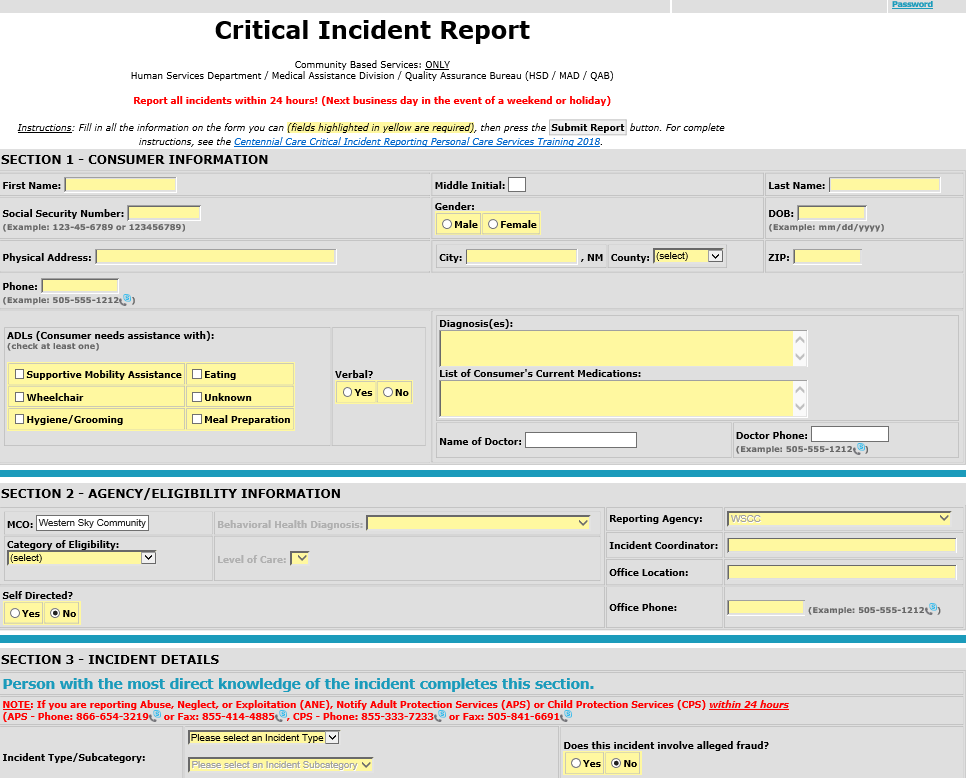 Password
Critical Incident Report
Community Based Services: ONLY
Human Services Department / Medical Assistance Division / Quality Assurance Bureau (HSD / MAD / QAB)
Report all incidents within 24 hours! (Next business day in the event of a weekend or holiday)
Instructions: Fill in all the information on the form you can (fields highlighted in yellow are required), then press the Submit Report button. For complete
instructions, see the Centennial Care Critical Incident Reporting Personal Care Services Training 2018.
SECTION 1 - CONSUMER INFORMATION
First Name: Middle Initial: Last Name:
Social Security Number:
(Example: 123-45-6789 or 123456789)
Gender:
Male Female
DOB:
(Example: mm/dd/yyyy)
Physical Address: City: , NM County: (select) ZIP:
Phone:
(Example: 505-555-1212)
ADLs (Consumer needs assistance with):
(check at least one)
Supportive Mobility Assistance Eating
Wheelchair Unknown
Hygiene/Grooming Meal Preparation
Verbal?
Yes No
Diagnosis(es):
List of Consumer's Current Medications:
Name of Doctor: Doctor Phone:
(Example: 505-555-1212)
SECTION 2 - AGENCY/ELIGIBILITY INFORMATION
MCO: Western Sky Community Behavioral Health Diagnosis:
Category of Eligibility:
(select)
Level of Care:
Self Directed?
Yes No
Reporting Agency: WSCC
Incident Coordinator:
Office Location:
Office Phone: (Example: 505-555-1212)
SECTION 3 - INCIDENT DETAILS
Person with the most direct knowledge of the incident completes this section.
NOTE: If you are reporting Abuse, Neglect, or Exploitation (ANE), Notify Adult Protection Services (APS) or Child Protection Services (CPS) within 24 hours
(APS - Phone: 866-654-3219 or Fax: 855-414-4885, CPS - Phone: 855-333-7233 or Fax: 505-841-6691
Incident Type/Subcategory:
Please select an Incident Type
Please select an Incident Subcategory
Does this incident involve alleged fraud?
Yes No